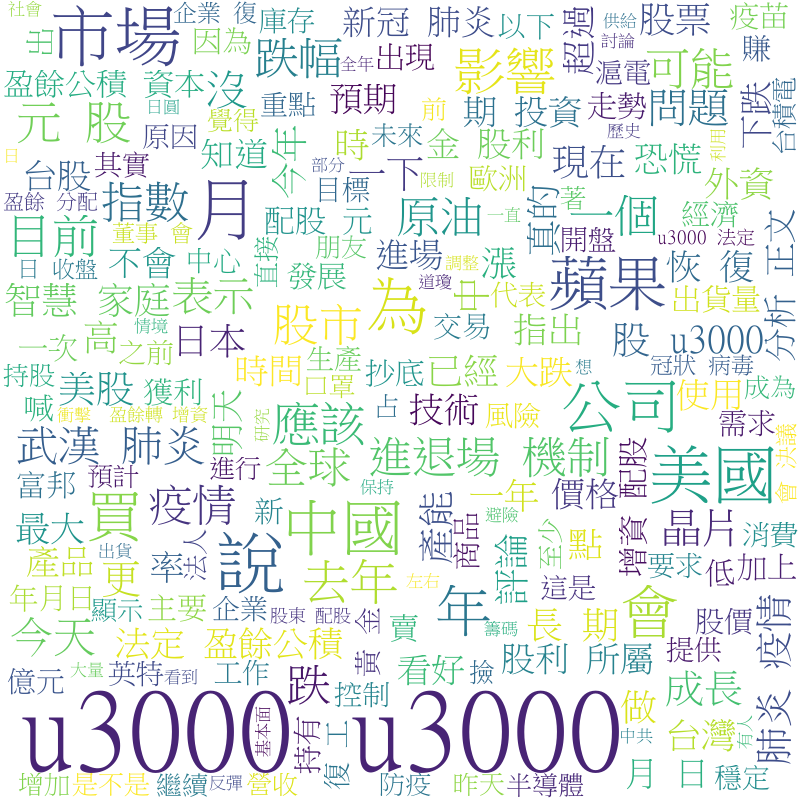 社會
出
市場
企業 復
庫存
因為
跌幅
新冠 肺炎
全年
出現
以下
影響
超過
供給
討論
滬電
股票
可能
疫苗
賺
下跌
台積電
盈餘公積 資本
沒
日圓
重點
預期
前
期 投資
走勢
問題
元 股
原因
覺得
知道
今年
時
未來
金 股利
歷史
現在
恐慌
利用
日
台股
其實
部分
目標
一下
限制
歐洲
真的
著
外資
盈餘 分配
指數
月
配股 元
原油
一直
一個
經濟
正文
目前
董事 會
直接
朋友
進場
開盤
u3000 法定
日 收盤
不會
中心
發展
道瓊
漲
中
蘋果
恢 復
分析
智慧 家庭
表示
情境
股市
為
調整
代表
出貨量
一次
高
之前
日本
交易
指出
股 u3000
時間
生產
口罩
已經
大跌
想
冠狀 病毒
持股
美股
獲利
抄底
公司
使用
成為
喊
衝擊
盈餘轉 增資
研究
明天
應該
占
技術
風險
需求
武漢 肺炎
全球
進退場 機制
美國
會 決議
富邦
預計
進行
保持
一年
價格
配股
買
疫情
新
中國
產能
商品
避險
至少
點
增資
晶片
消費
最大
產品
出貨
更
率
法人
說
去年
左右
評論
這是
要求
低
加上
年月日
顯示
主要
企業
股東 配股
年
籌碼
長 期
會
股價
疫情
今天
法定 盈餘公積
黃 金
賣
股利 所屬
提供
億元
大量
英特
看到
工作
跌
控制
看好
撿
做
成長
肺炎
u3000
基本面
持有
復 工
u3000
台灣
中共
有人
增加
是不是
繼續
反彈
營收
防疫
昨天
半導體
月 日
穩定